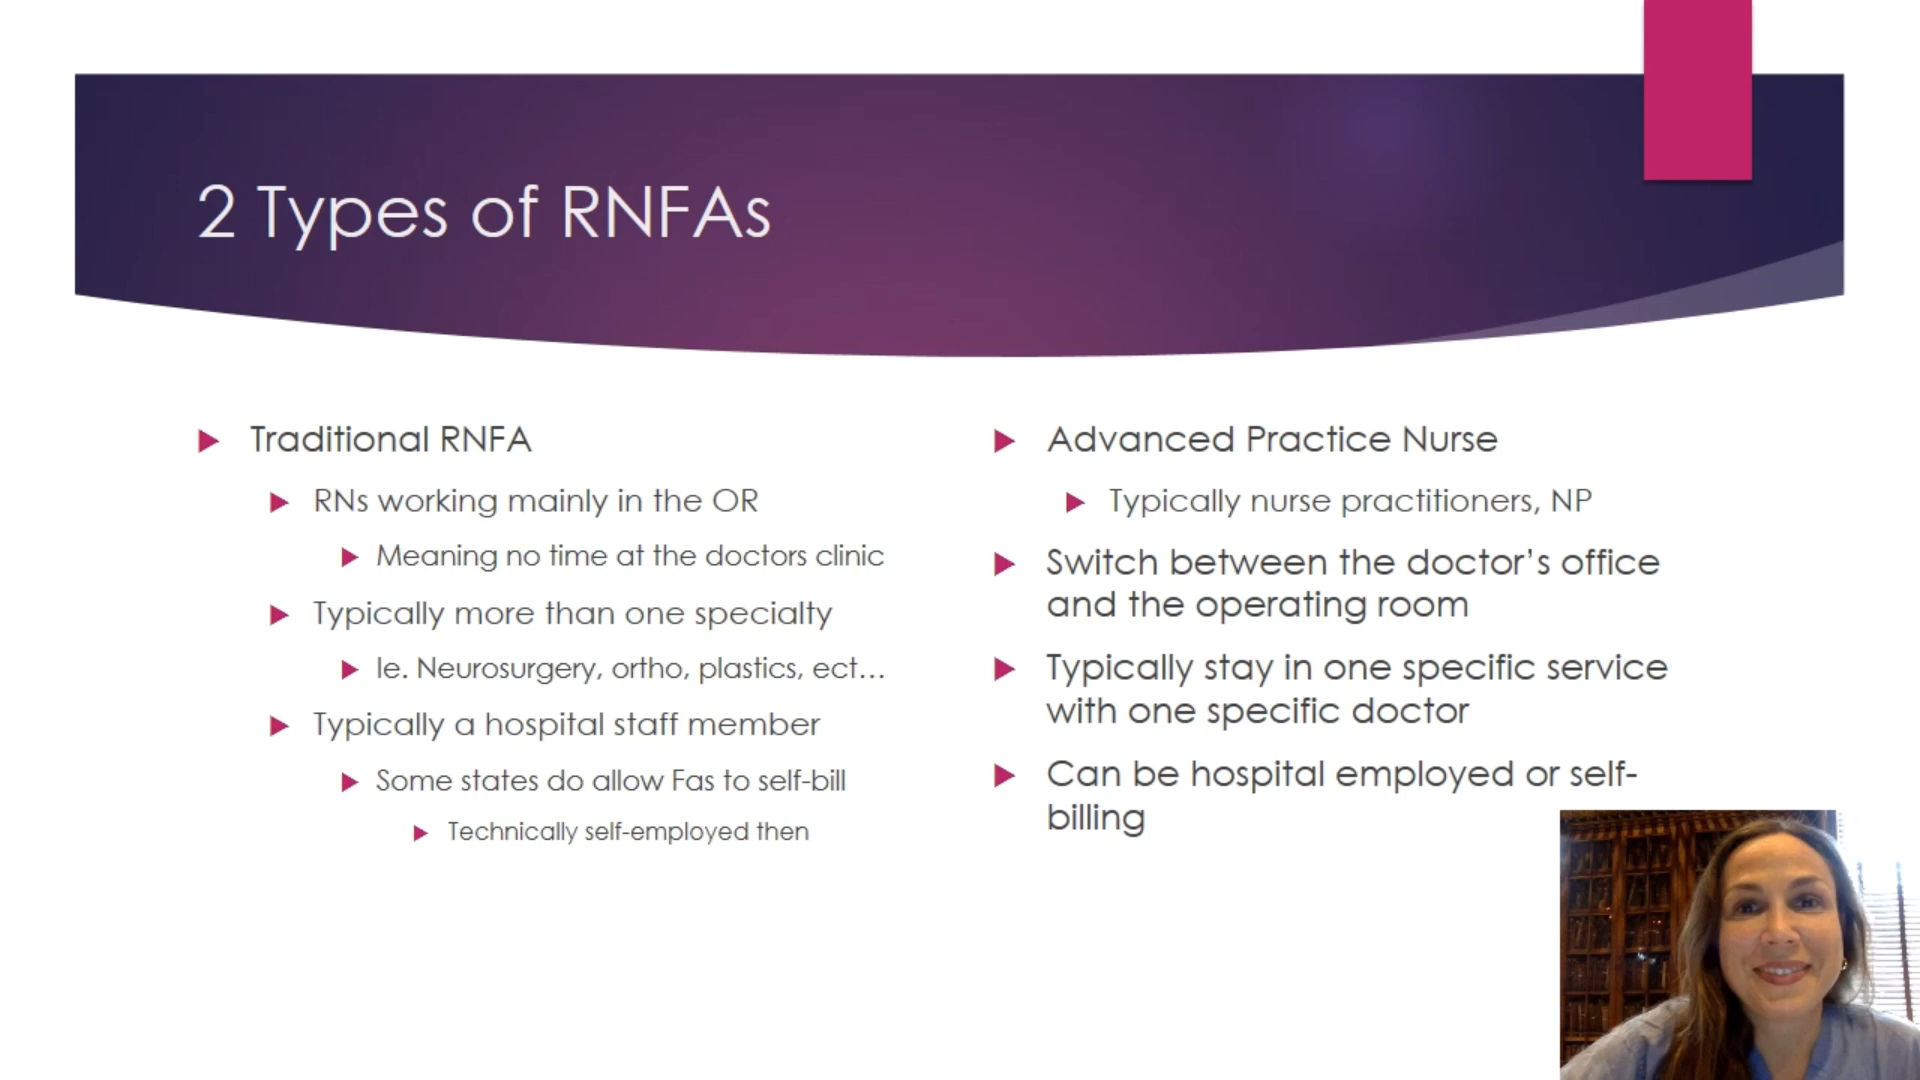 2 Types of RNFAs
Traditional RNFA
RNs working mainly in the OR
Meaning no time at the doctors clinic
Typically more than one specialty
Ie. Neurosurgery, ortho, plastics, ect...
Typically a hospital staff member
Some states do allow Fas to self-bill
Technically self-employed then
Advanced Practice Nurse
Typically nurse practitioners, NP
Switch between the doctor's office
and the operating room
Typically stay in one specific service
with one specific doctor
Can be hospital employed or self-
billing